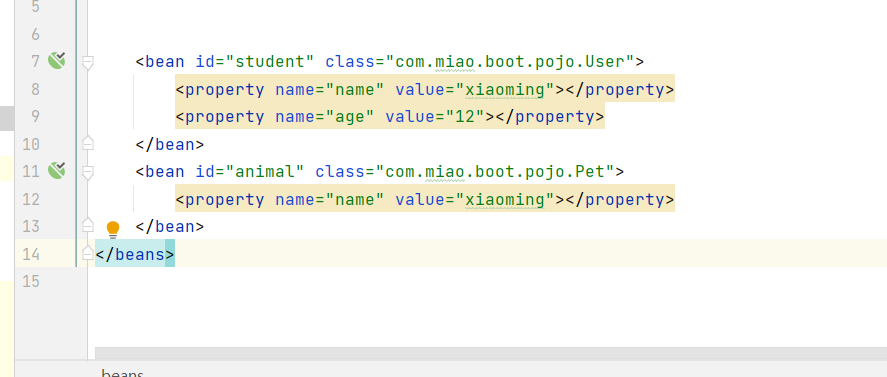 5
6
7 <bean id="student" class="com.miao.boot.pojo.User">
8 <property name="name" value="xiaoming"></property>
9 <property name="age" value="12"></property>
10 </bean>
11 <bean id="animal" class="com.miao.boot.pojo.Pet">
12 <property name="name" value="xiaoming"></property>
13 </bean>
14 </beans>
15
beans